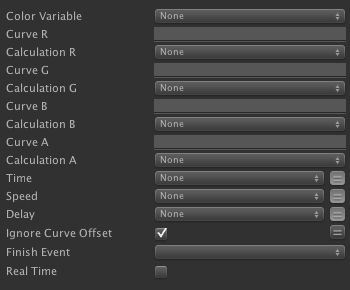 Color Variable None
Curve R
Calculation R None
Curve G
Calculation G None
Curve B
Calculation B None
Curve A
Calculation A None
Time None
Speed None
Delay None
Ignore Curve Offset
Finish Event
Real Time